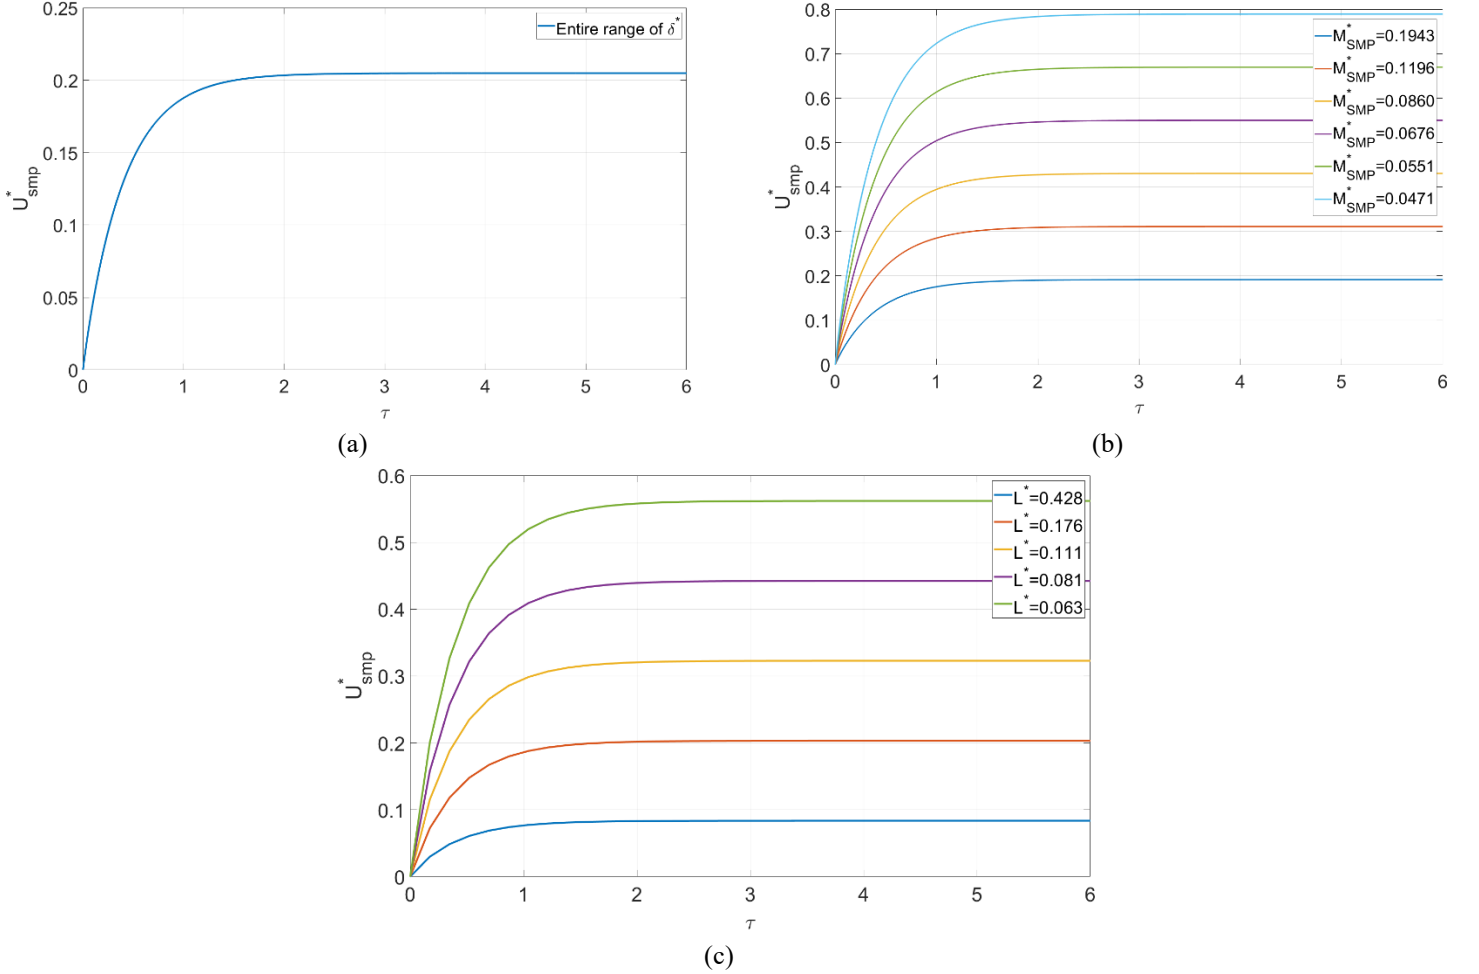 0.25
0.2
0.15
0.1
0.05
0
0 1 2 3 4 5 6
U*smp
τ
Entire range of δ*
(a)
0.8
0.7
0.6
0.5
0.4
0.3
0.2
0.1
0
0 1 2 3 4 5 6
U*smp
τ
M*SMP=0.1943
M*SMP=0.1196
M*SMP=0.0860
M*SMP=0.0676
M*SMP=0.0551
M*SMP=0.0471
(b)
0.6
0.5
0.4
0.3
0.2
0.1
0
0 1 2 3 4 5 6
U*smp
τ
L*=0.428
L*=0.176
L*=0.111
L*=0.081
L*=0.063
(c)